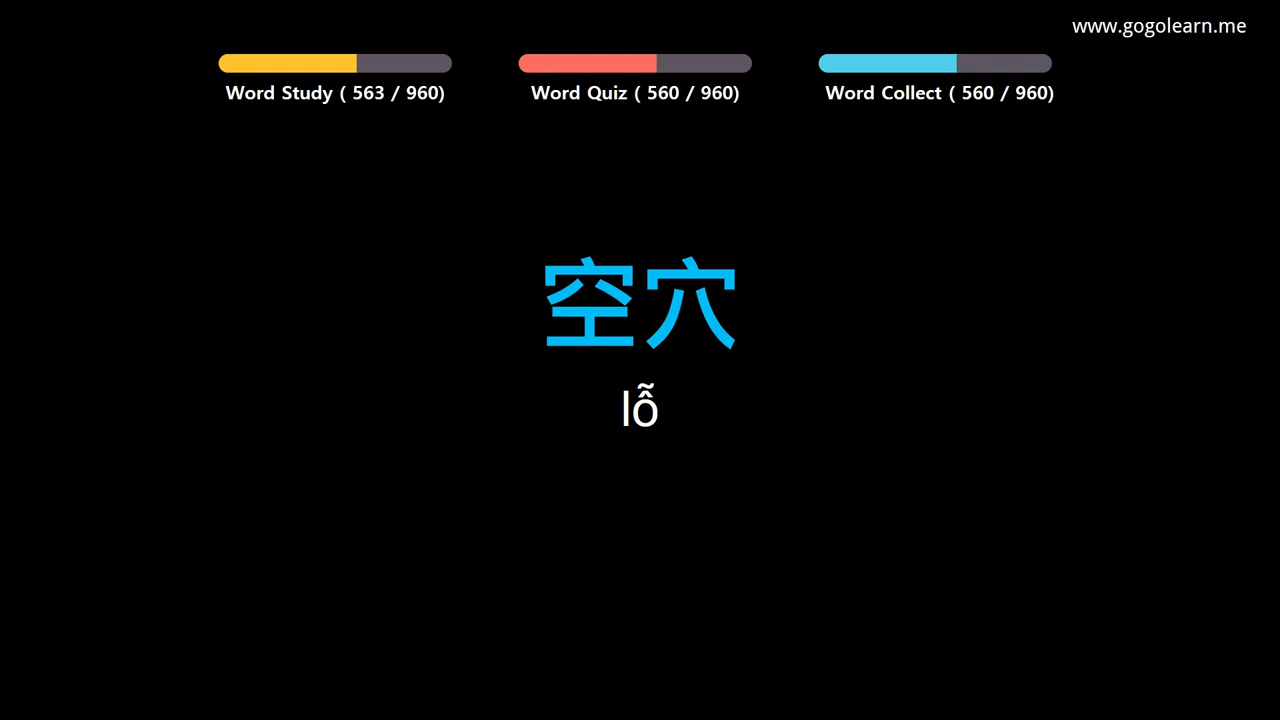 www.gogolearn.me
Word Study ( 563 / 960)
Word Quiz ( 560 / 960)
Word Collect ( 560 / 960)
空穴
lỗ